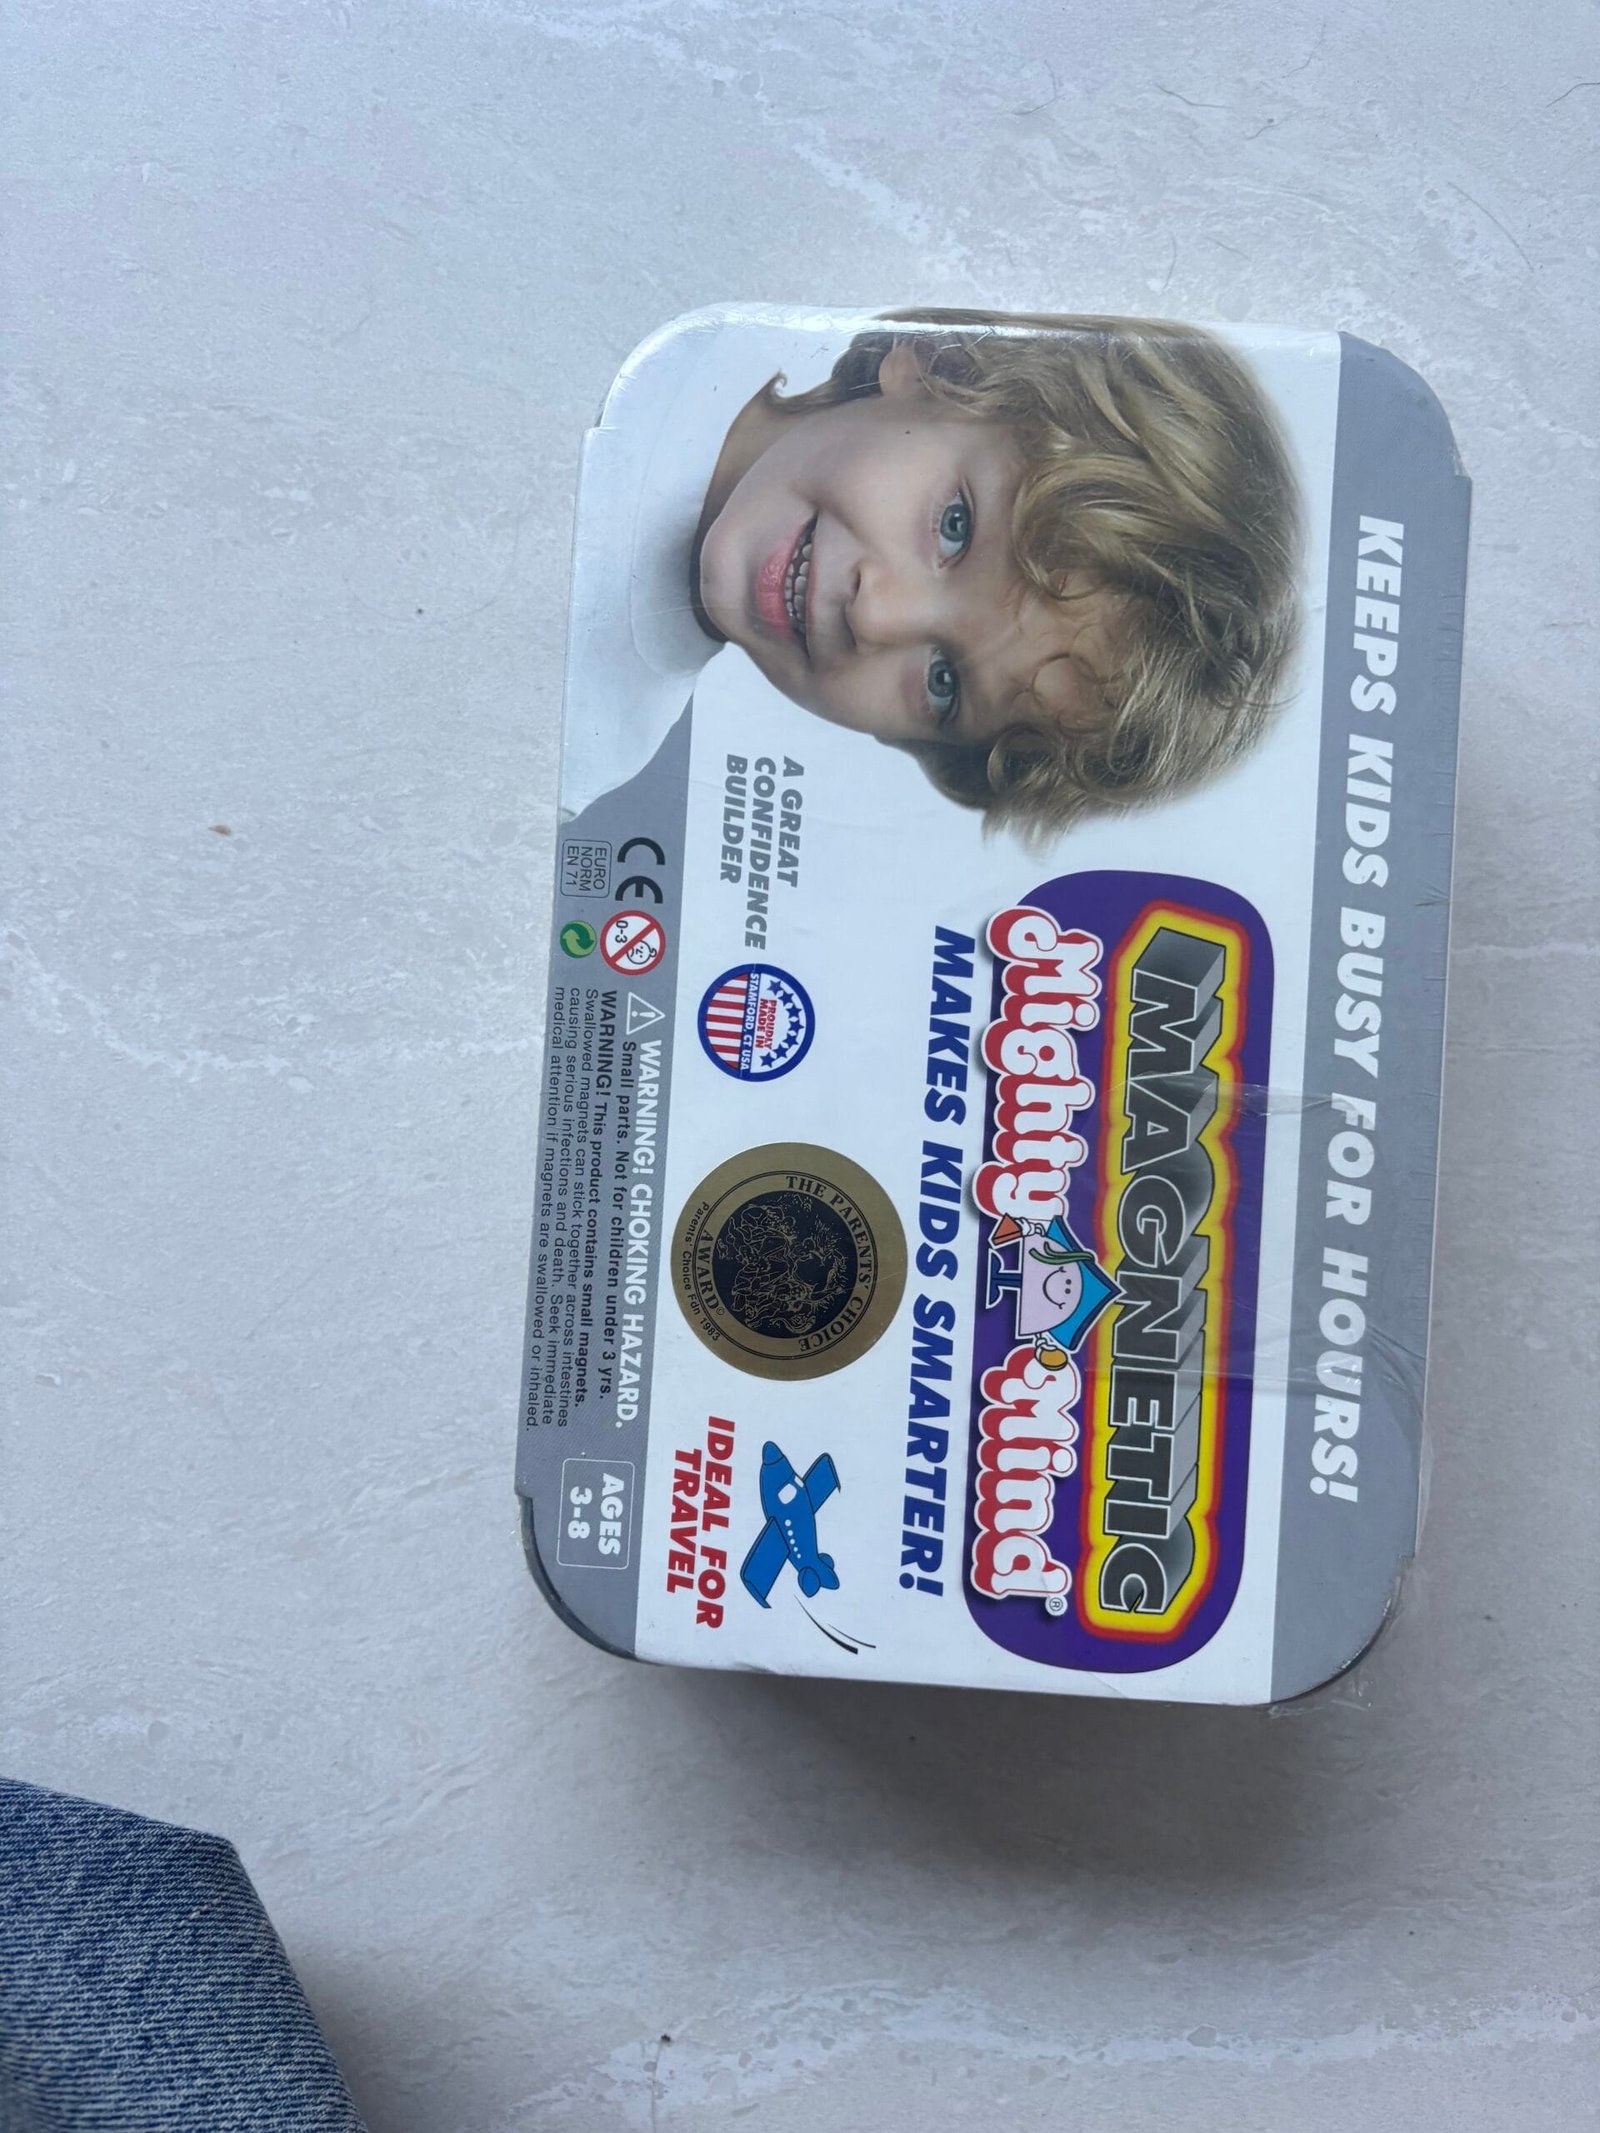 KEEPS KIDS BUSY FOR HOURS!
MAGNETIC
Mighty Mind®
MAKES KIDS SMARTER!
A GREAT
CONFIDENCE
BUILDER
PROUDLY
MADE IN
STAMFORD, CT USA
THE PARENTS' CHOICE
AWARD©
Parents' Choice Fdn 1983
IDEAL FOR
TRAVEL
CE
EURO
NORM
EN 71
0-3
WARNING! CHOKING HAZARD.
Small parts. Not for children under 3 yrs.
WARNING! This product contains small magnets.
Swallowed magnets can stick together across intestines
causing serious infections and death. Seek immediate
medical attention if magnets are swallowed or inhaled.
AGES
3-8